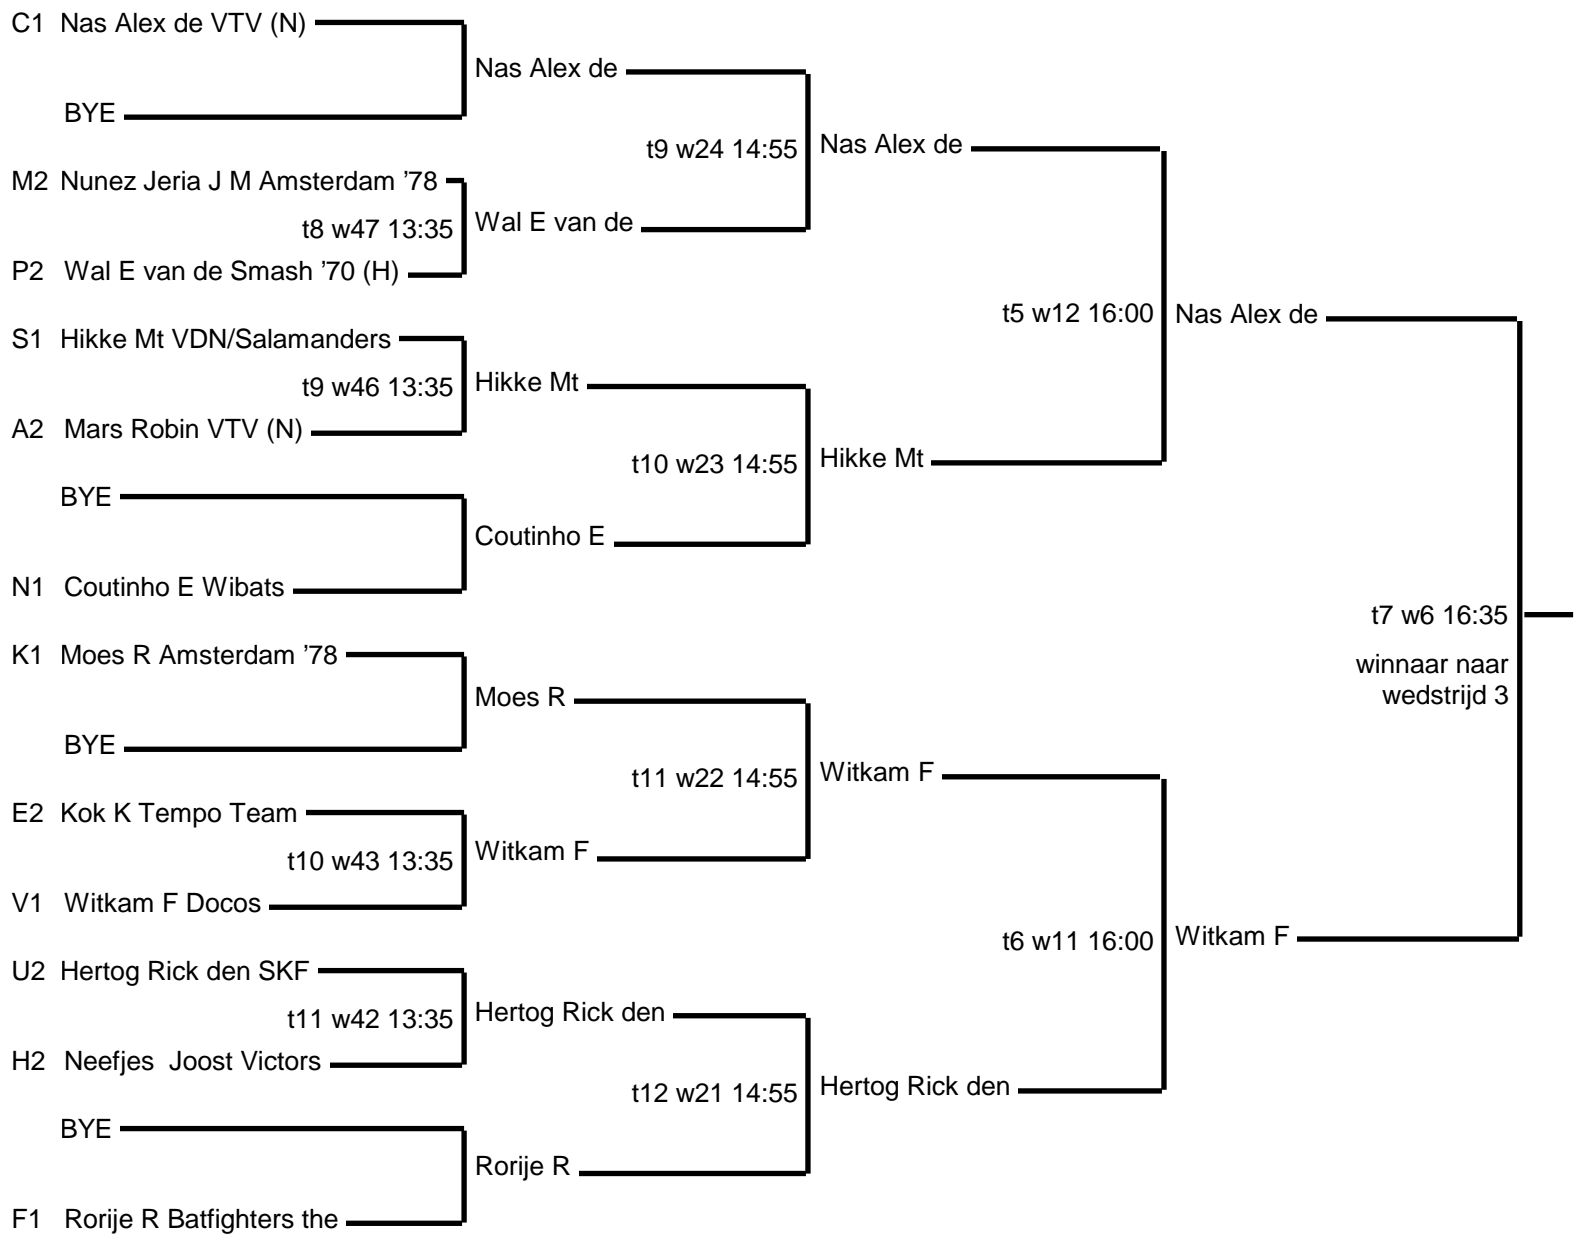 C1 Nas Alex de VTV (N)
Nas Alex de
BYE
t9 w24 14:55
Nas Alex de
M2 Nunez Jeria J M Amsterdam ’78
t8 w47 13:35
Wal E van de
P2 Wal E van de Smash ’70 (H)
t5 w12 16:00
Nas Alex de
S1 Hikke Mt VDN/Salamanders
t9 w46 13:35
Hikke Mt
A2 Mars Robin VTV (N)
t10 w23 14:55
Hikke Mt
BYE
Coutinho E
N1 Coutinho E Wibats
t7 w6 16:35
winnaar naar
wedstrijd 3
K1 Moes R Amsterdam ’78
Moes R
BYE
t11 w22 14:55
Witkam F
E2 Kok K Tempo Team
t10 w43 13:35
Witkam F
V1 Witkam F Docos
t6 w11 16:00
Witkam F
U2 Hertog Rick den SKF
t11 w42 13:35
Hertog Rick den
H2 Neefjes  Joost Victors
t12 w21 14:55
Hertog Rick den
BYE
Rorije R
F1 Rorije R Batfighters the